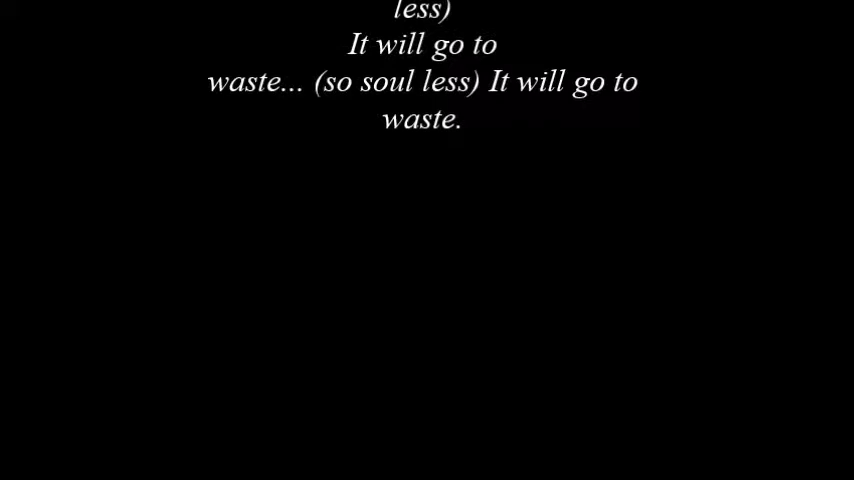 less)
It will go to
waste... (so soul less) It will go to
waste.